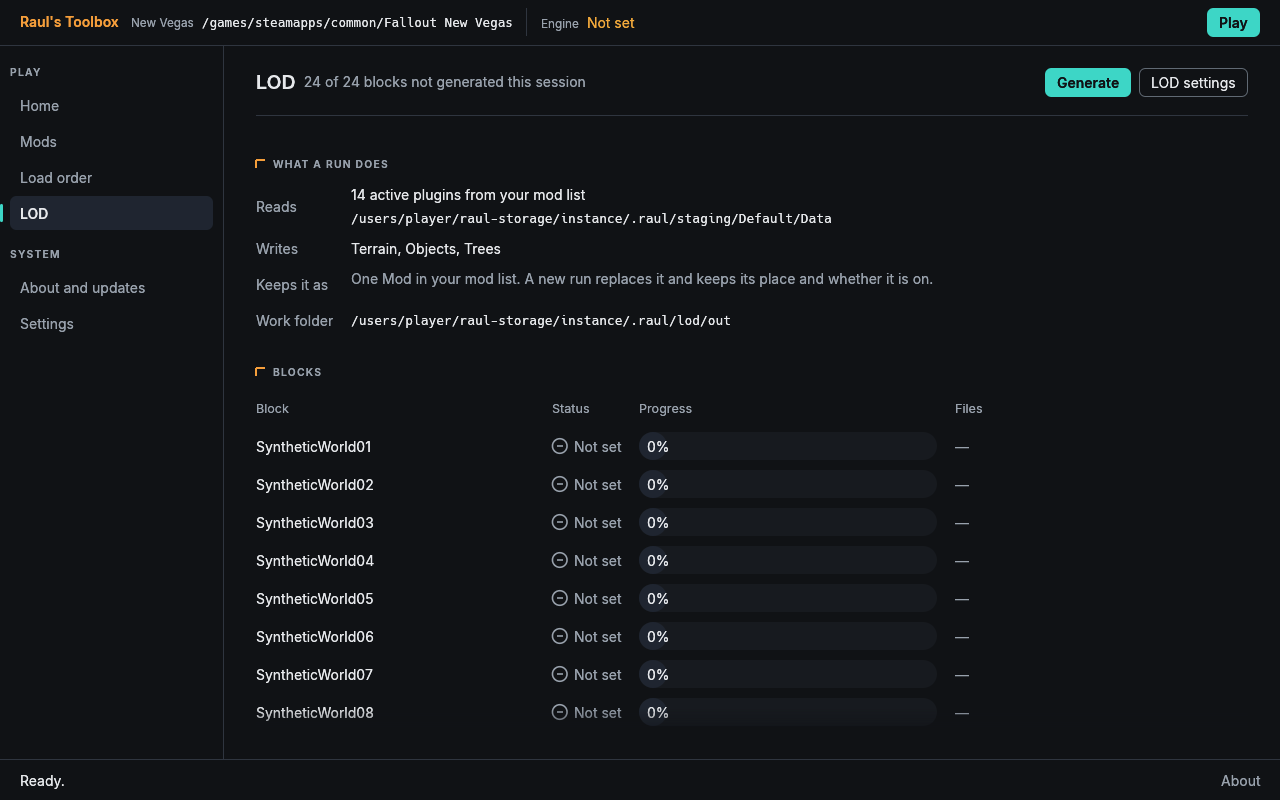 Raul's Toolbox New Vegas /games/steamapps/common/Fallout New Vegas Engine Not set Play
PLAY
Home
Mods
Load order
LOD
SYSTEM
About and updates
Settings
LOD 24 of 24 blocks not generated this session Generate LOD settings
WHAT A RUN DOES
Reads 14 active plugins from your mod list
/users/player/raul-storage/instance/.raul/staging/Default/Data
Writes Terrain, Objects, Trees
Keeps it as One Mod in your mod list. A new run replaces it and keeps its place and whether it is on.
Work folder /users/player/raul-storage/instance/.raul/lod/out
BLOCKS
Block Status Progress Files
SyntheticWorld01 Not set 0% —
SyntheticWorld02 Not set 0% —
SyntheticWorld03 Not set 0% —
SyntheticWorld04 Not set 0% —
SyntheticWorld05 Not set 0% —
SyntheticWorld06 Not set 0% —
SyntheticWorld07 Not set 0% —
SyntheticWorld08 Not set 0% —
Ready. About